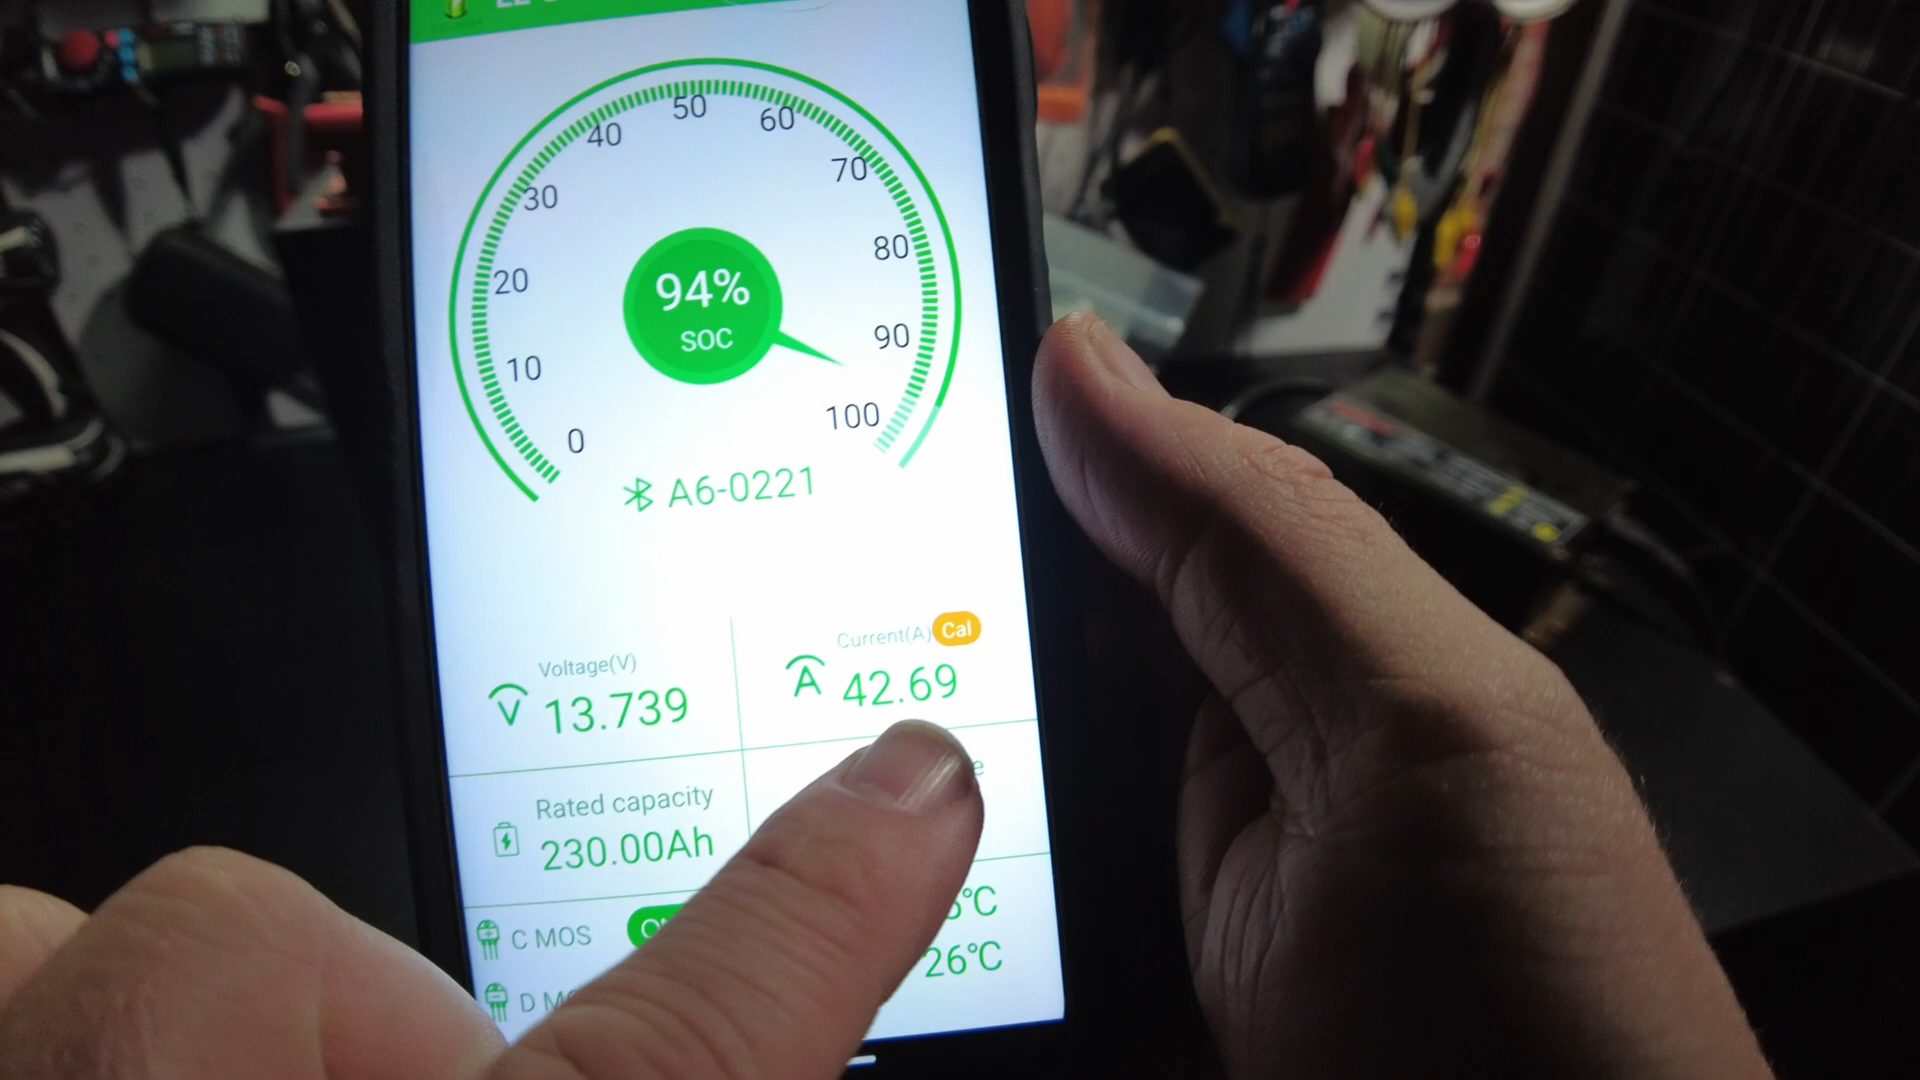 50
40
60
30
70
20
80
10
90
0
100
94%
SOC
A6-0221
Voltage(V)
13.739
Current(A) Cal
A 42.69
V
Rated capacity
230.00Ah
C MOS
26°C
D